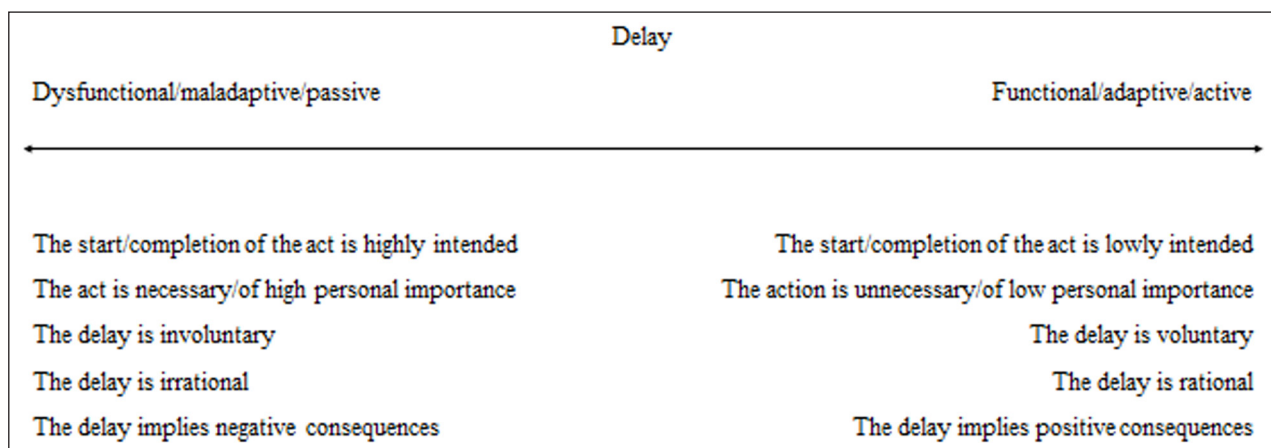 Delay
Dysfunctional/maladaptive/passive Functional/adaptive/active
The start/completion of the act is highly intended The start/completion of the act is lowly intended
The act is necessary/of high personal importance The action is unnecessary/of low personal importance
The delay is involuntary The delay is voluntary
The delay is irrational The delay is rational
The delay implies negative consequences The delay implies positive consequences